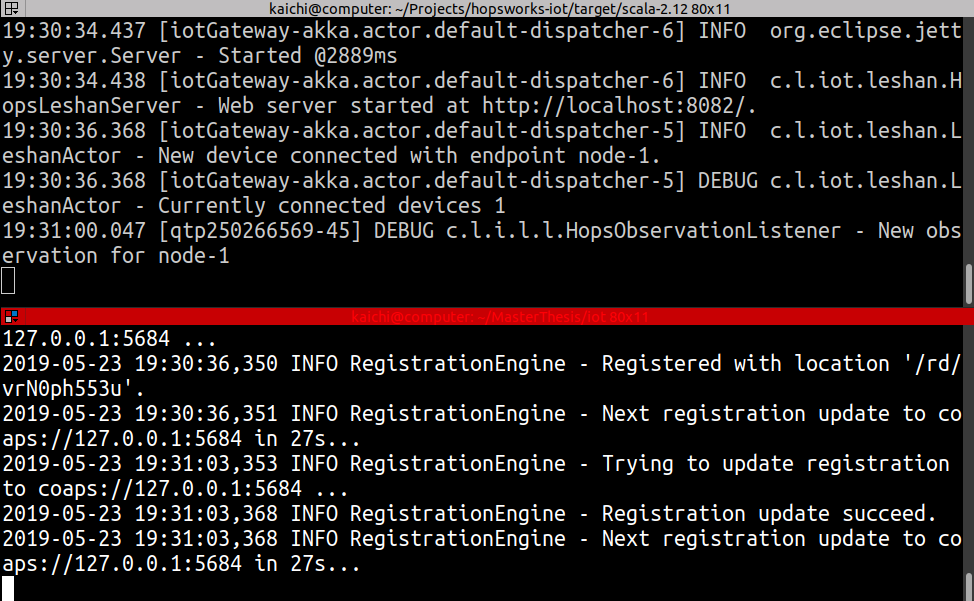 kaichi@computer: ~/Projects/hopsworks-iot/target/scala-2.12 80x11
19:30:34.437 [iotGateway-akka.actor.default-dispatcher-6] INFO  org.eclipse.jett
y.server.Server - Started @2889ms
19:30:34.438 [iotGateway-akka.actor.default-dispatcher-6] INFO  c.l.iot.leshan.H
opsLeshanServer - Web server started at http://localhost:8082/.
19:30:36.368 [iotGateway-akka.actor.default-dispatcher-5] INFO  c.l.iot.leshan.L
eshanActor - New device connected with endpoint node-1.
19:30:36.368 [iotGateway-akka.actor.default-dispatcher-5] DEBUG c.l.iot.leshan.L
eshanActor - Currently connected devices 1
19:31:00.047 [qtp250266569-45] DEBUG c.l.i.l.l.HopsObservationListener - New obs
ervation for node-1
kaichi@computer: ~/MasterThesis/iot 80x11
127.0.0.1:5684 ...
2019-05-23 19:30:36,350 INFO RegistrationEngine - Registered with location '/rd/
vrN0ph553u'.
2019-05-23 19:30:36,351 INFO RegistrationEngine - Next registration update to co
aps://127.0.0.1:5684 in 27s...
2019-05-23 19:31:03,353 INFO RegistrationEngine - Trying to update registration
to coaps://127.0.0.1:5684 ...
2019-05-23 19:31:03,368 INFO RegistrationEngine - Registration update succeed.
2019-05-23 19:31:03,368 INFO RegistrationEngine - Next registration update to co
aps://127.0.0.1:5684 in 27s...